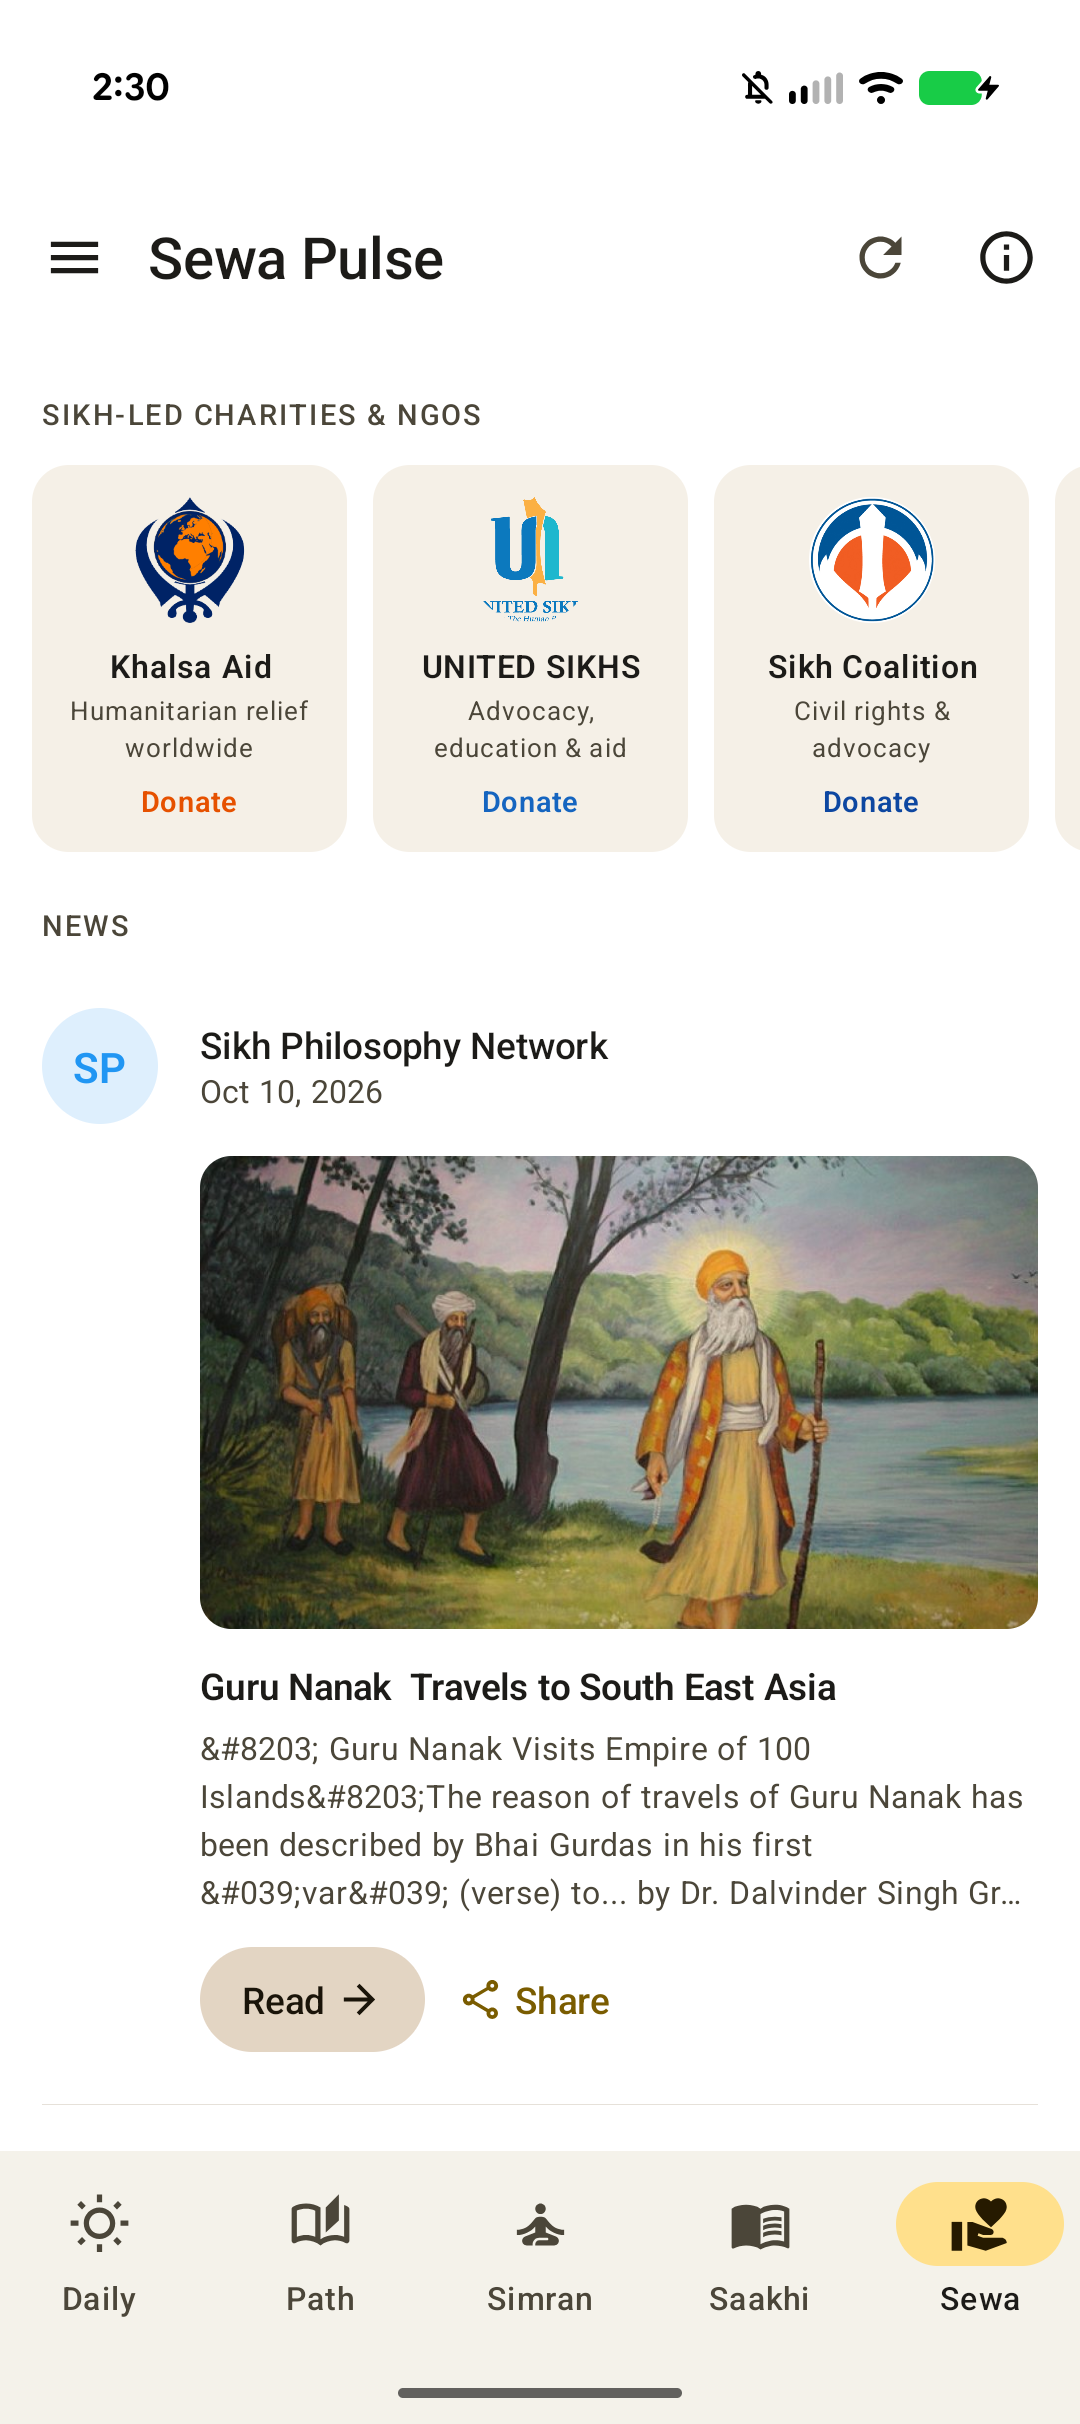 2:30
Sewa Pulse
SIKH-LED CHARITIES & NGOS
Khalsa Aid
Humanitarian relief
worldwide
Donate
UNITED SIKHS
Advocacy,
education & aid
Donate
Sikh Coalition
Civil rights &
advocacy
Donate
NEWS
SP
Sikh Philosophy Network
Oct 10, 2026
Guru Nanak  Travels to South East Asia
&#8203; Guru Nanak Visits Empire of 100
Islands&#8203;The reason of travels of Guru Nanak has
been described by Bhai Gurdas in his first
&#039;var&#039; (verse) to... by Dr. Dalvinder Singh Gr...
Read
Share
Daily
Path
Simran
Saakhi
Sewa